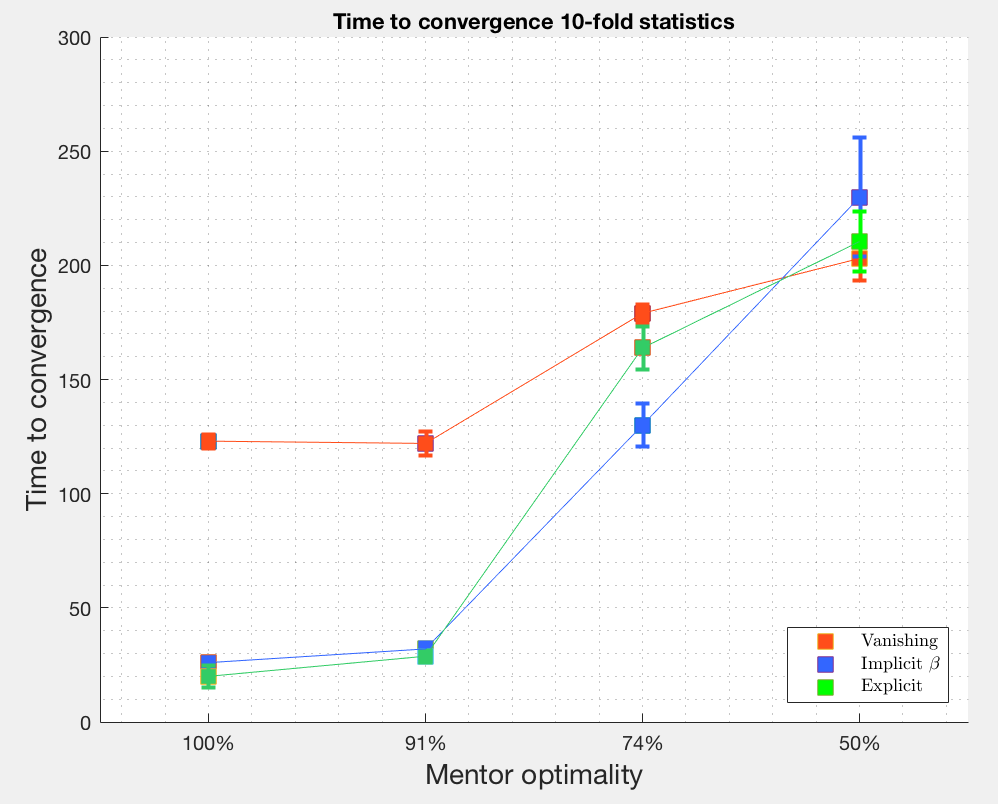 Time to convergence 10-fold statistics
300
250
200
150
100
50
0
Time to convergence
100%
91%
74%
50%
Mentor optimality
Vanishing
Implicit β
Explicit